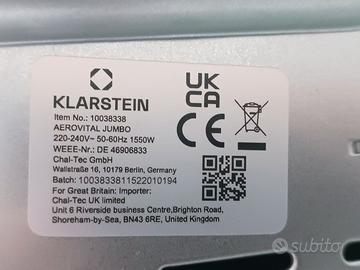 KLARSTEIN
Item No.: 10038338
AEROVITAL JUMBO
220-240V~ 50-60Hz 1550W
WEEE-Nr.: DE 46906833
Chal-Tec GmbH
Wallstraße 16, 10179 Berlin, Germany
Batch: 1003833811522010194
For Great Britain: Importer:
Chal-Tec UK limited
Unit 6 Riverside business Centre,Brighton Road,
Shoreham-by-Sea, BN43 6RE, United Kingdom
UK
CA
CE
subito